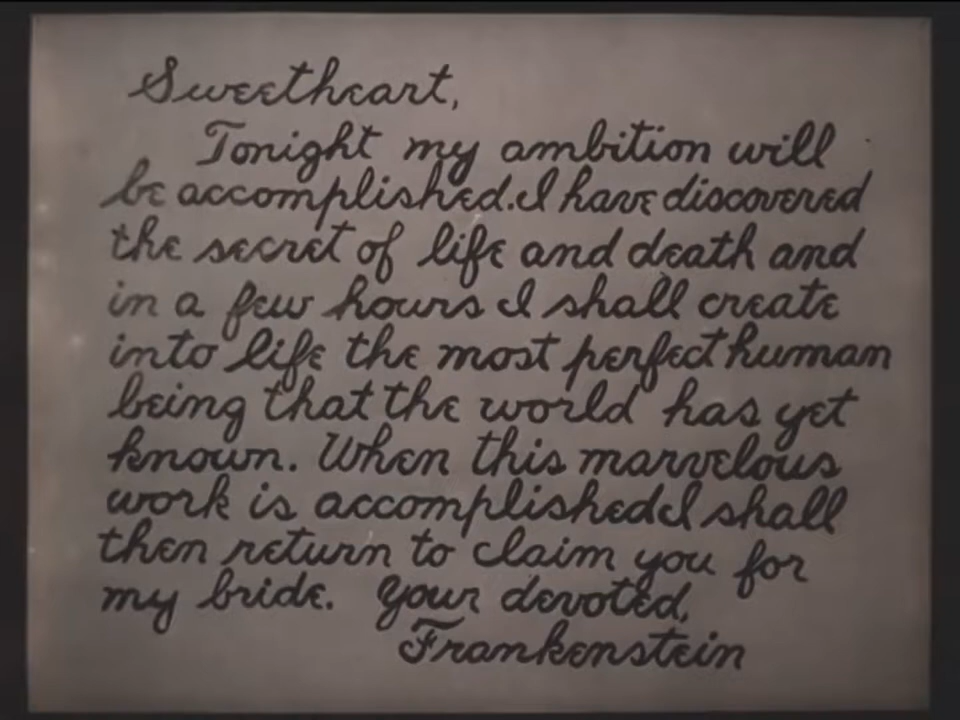 Sweetheart,
Tonight my ambition will
be accomplished. I have discovered
the secret of life and death and
in a few hours I shall create
into life the most perfect human
being that the world has yet
known. When this marvelous
work is accomplished I shall
then return to claim you for
my bride. Your devoted,
Frankenstein